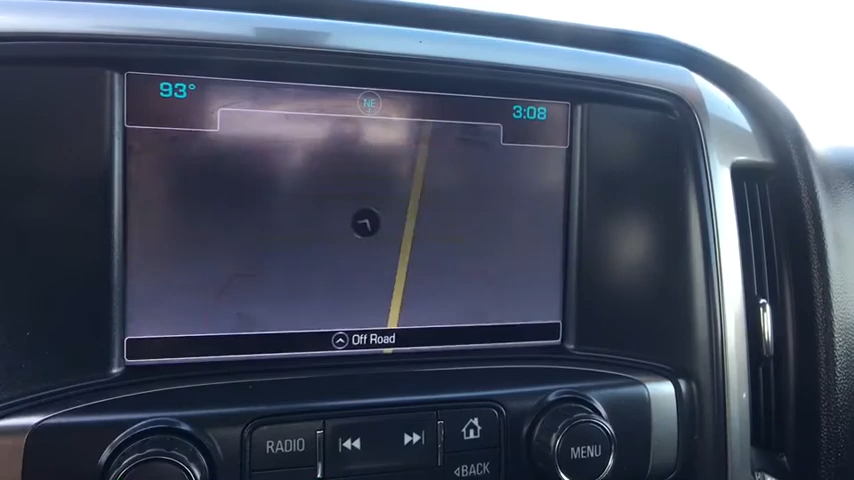 93° NE 3:08
Off Road
RADIO
MENU
BACK